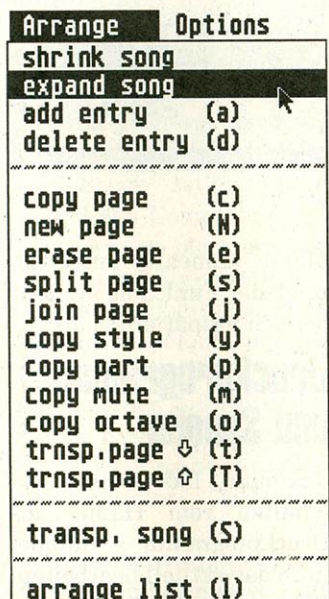 Arrange Options
shrink song
expand song
add entry (a)
delete entry (d)
copy page (c)
new page (N)
erase page (e)
split page (s)
join page (j)
copy style (y)
copy part (p)
copy mute (m)
copy octave (o)
trnsp.page ⇩ (t)
trnsp.page ⇧ (T)
transp. song (S)
arrange list (l)